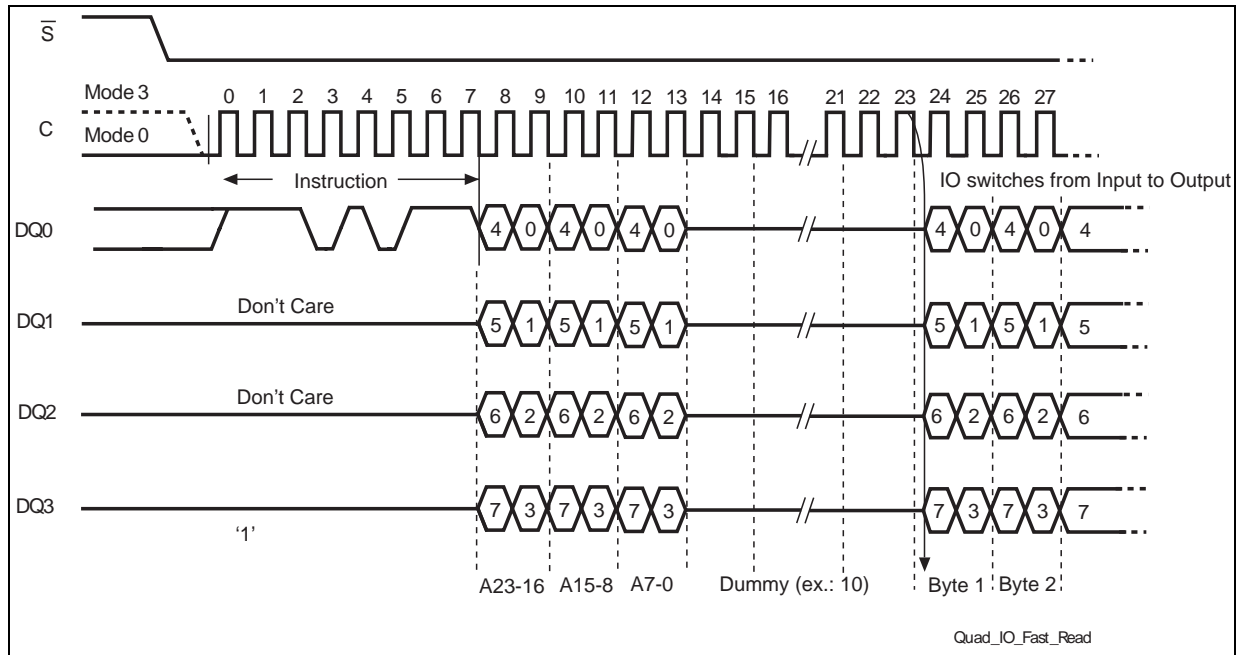 S
Mode 3
0 1 2 3 4 5 6 7 8 9 10 11 12 13 14 15 16 21 22 23 24 25 26 27
C
Mode 0
Instruction
IO switches from Input to Output
DQ0 4 0 4 0 4 0 4 0 4 0 4
Don't Care
DQ1 5 1 5 1 5 1 5 1 5 1 5
Don't Care
DQ2 6 2 6 2 6 2 6 2 6 2 6
DQ3 7 3 7 3 7 3 7 3 7 3 7
‘1’
A23-16 A15-8 A7-0 Dummy (ex.: 10) Byte 1 Byte 2
Quad_IO_Fast_Read